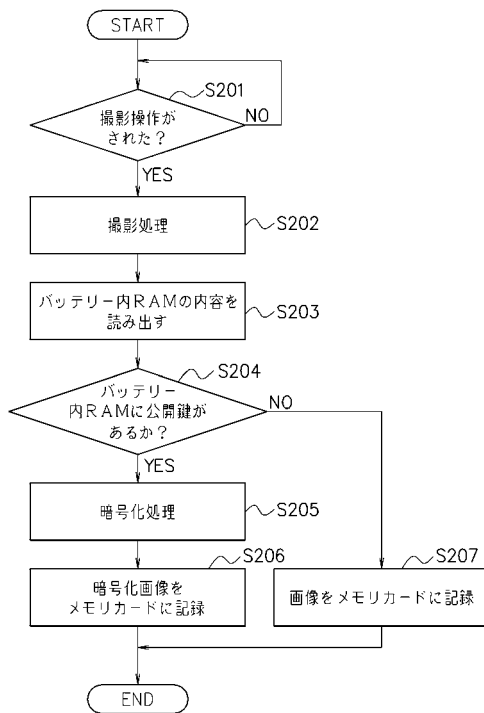 START
S201
撮影操作が
された?
NO
YES
撮影処理
S202
バッテリー内RAMの内容を
読み出す
S203
S204
バッテリー
内RAMに公開鍵が
あるか?
NO
YES
暗号化処理
S205
S206
暗号化画像を
メモリカードに記録
S207
画像をメモリカードに記録
END